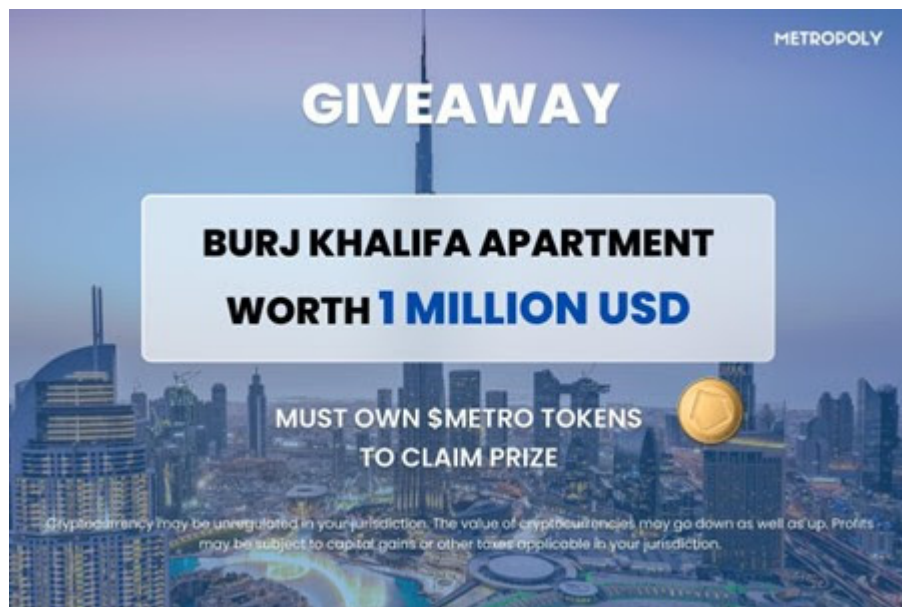 METROPOLY
GIVEAWAY
BURJ KHALIFA APARTMENT
WORTH 1 MILLION USD
MUST OWN $METRO TOKENS
TO CLAIM PRIZE
Cryptocurrency may be unregulated in your jurisdiction. The value of cryptocurrencies may go down as well as up. Profits
may be subject to capital gains or other taxes applicable in your jurisdiction.